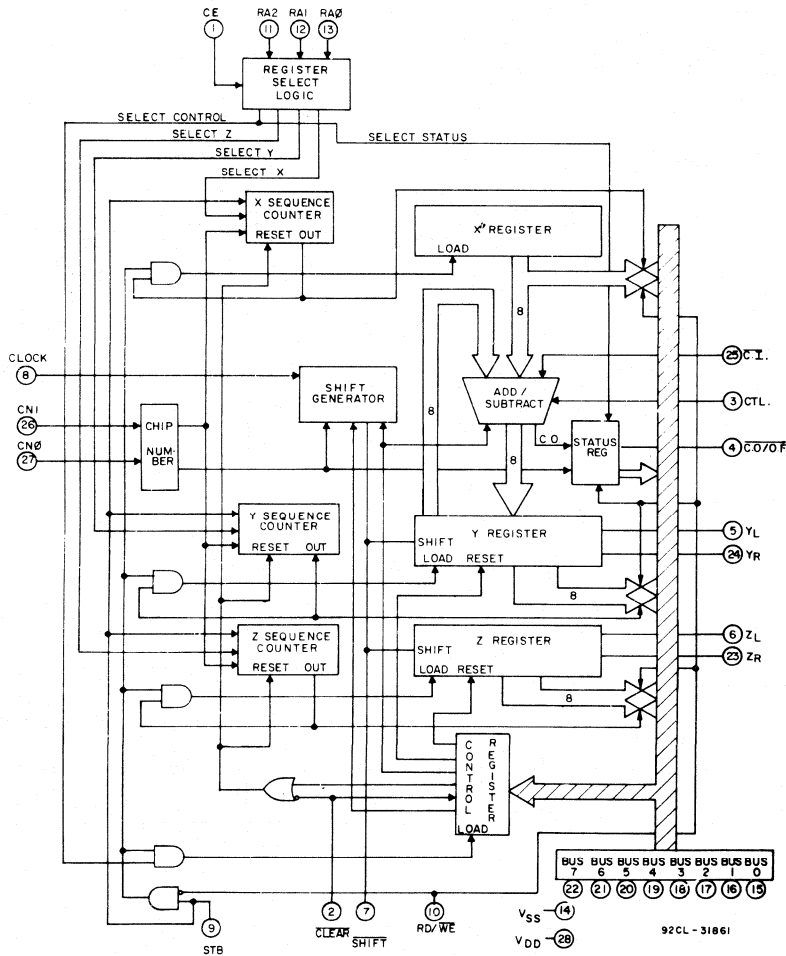 CE
1
RA2
11
RA1
12
RAØ
13
REGISTER
SELECT
LOGIC
SELECT CONTROL
SELECT Z
SELECT Y
SELECT X
SELECT STATUS
X SEQUENCE
COUNTER
RESET OUT
X REGISTER
LOAD
8
8
CLOCK
8
CN1
26
CNØ
27
CHIP
NUM-
BER
SHIFT
GENERATOR
ADD /
SUBTRACT
C O
8
STATUS
REG
25 C.I.
3 CTL.
4 C.O/O.F
Y SEQUENCE
COUNTER
RESET OUT
Y REGISTER
SHIFT
LOAD RESET
8
5 YL
24 YR
Z SEQUENCE
COUNTER
RESET OUT
Z REGISTER
SHIFT
LOAD RESET
8
6 ZL
23 ZR
CONTROL
REGISTER
LOAD
BUS BUS BUS BUS BUS BUS BUS BUS
7 6 5 4 3 2 1 0
22 21 20 19 18 17 16 15
9
STB
2
CLEAR
7
SHIFT
10
RD/WE
VSS 14
VDD 28
92CL-31861